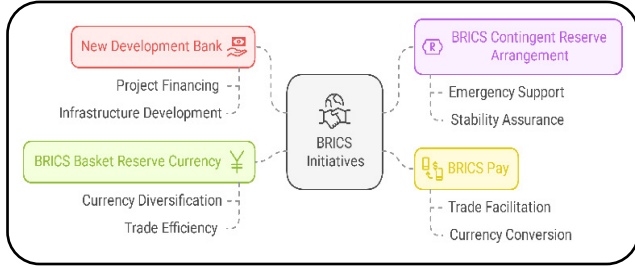 New Development Bank
Project Financing
Infrastructure Development
BRICS Basket Reserve Currency
Currency Diversification
Trade Efficiency
BRICS
Initiatives
BRICS Contingent Reserve
Arrangement
Emergency Support
Stability Assurance
BRICS Pay
Trade Facilitation
Currency Conversion